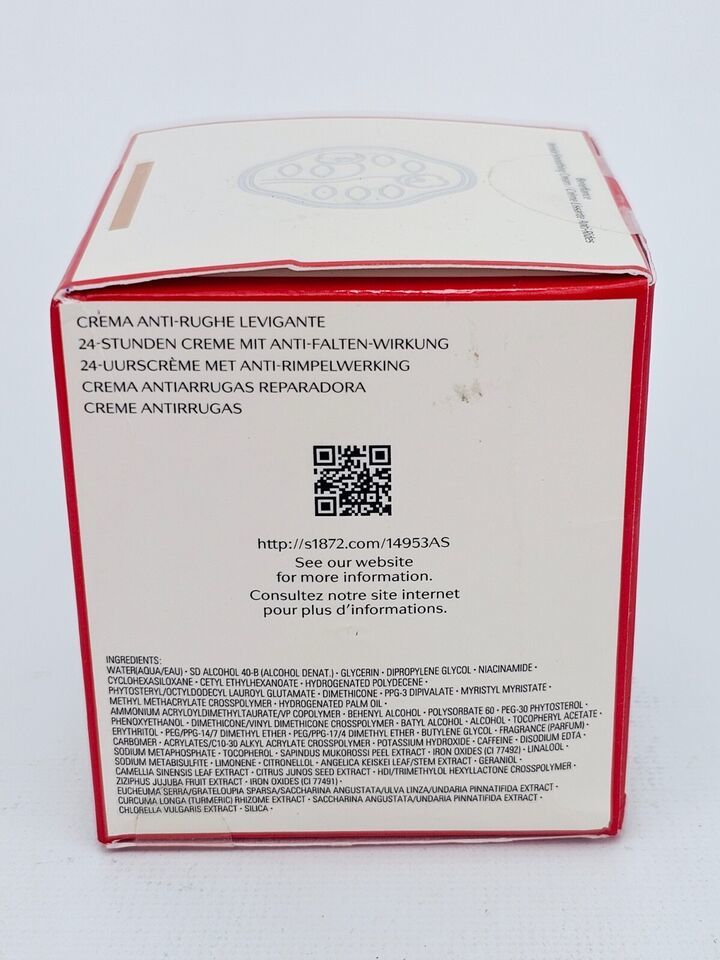 Benefiance
Wrinkle Smoothing Cream • Crème Lissante Anti-Rides
CREMA ANTI-RUGHE LEVIGANTE
24-STUNDEN CREME MIT ANTI-FALTEN-WIRKUNG
24-UURSCRÈME MET ANTI-RIMPELWERKING
CREMA ANTIARRUGAS REPARADORA
CREME ANTIRRUGAS
http://s1872.com/14953AS
See our website
for more information.
Consultez notre site internet
pour plus d'informations.
INGREDIENTS:
WATER(AQUA/EAU)・SD ALCOHOL 40-B (ALCOHOL DENAT.)・GLYCERIN・DIPROPYLENE GLYCOL・NIACINAMIDE・
CYCLOHEXASILOXANE・CETYL ETHYLHEXANOATE・HYDROGENATED POLYDECENE・
PHYTOSTERYL/OCTYLDODECYL LAUROYL GLUTAMATE・DIMETHICONE・PPG-3 DIPIVALATE・MYRISTYL MYRISTATE・
METHYL METHACRYLATE CROSSPOLYMER・HYDROGENATED PALM OIL・
AMMONIUM ACRYLOYLDIMETHYLTAURATE/VP COPOLYMER・BEHENYL ALCOHOL・POLYSORBATE 60・PEG-30 PHYTOSTEROL・
PHENOXYETHANOL・DIMETHICONE/VINYL DIMETHICONE CROSSPOLYMER・BATYL ALCOHOL・ALCOHOL・TOCOPHERYL ACETATE・
ERYTHRITOL・PEG/PPG-14/7 DIMETHYL ETHER・PEG/PPG-17/4 DIMETHYL ETHER・BUTYLENE GLYCOL・FRAGRANCE (PARFUM)・
CARBOMER・ACRYLATES/C10-30 ALKYL ACRYLATE CROSSPOLYMER・POTASSIUM HYDROXIDE・CAFFEINE・DISODIUM EDTA・
SODIUM METAPHOSPHATE・TOCOPHEROL・SAPINDUS MUKOROSSI PEEL EXTRACT・IRON OXIDES (CI 77492)・LINALOOL・
SODIUM METABISULFITE・LIMONENE・CITRONELLOL・ANGELICA KEISKEI LEAF/STEM EXTRACT・GERANIOL・
CAMELLIA SINENSIS LEAF EXTRACT・CITRUS JUNOS SEED EXTRACT・HDI/TRIMETHYLOL HEXYLLACTONE CROSSPOLYMER・
ZIZIPHUS JUJUBA FRUIT EXTRACT・IRON OXIDES (CI 77491)・
EUCHEUMA SERRA/GRATELOUPIA SPARSA/SACCHARINA ANGUSTATA/ULVA LINZA/UNDARIA PINNATIFIDA EXTRACT・
CURCUMA LONGA (TURMERIC) RHIZOME EXTRACT・SACCHARINA ANGUSTATA/UNDARIA PINNATIFIDA EXTRACT・
CHLORELLA VULGARIS EXTRACT・SILICA・